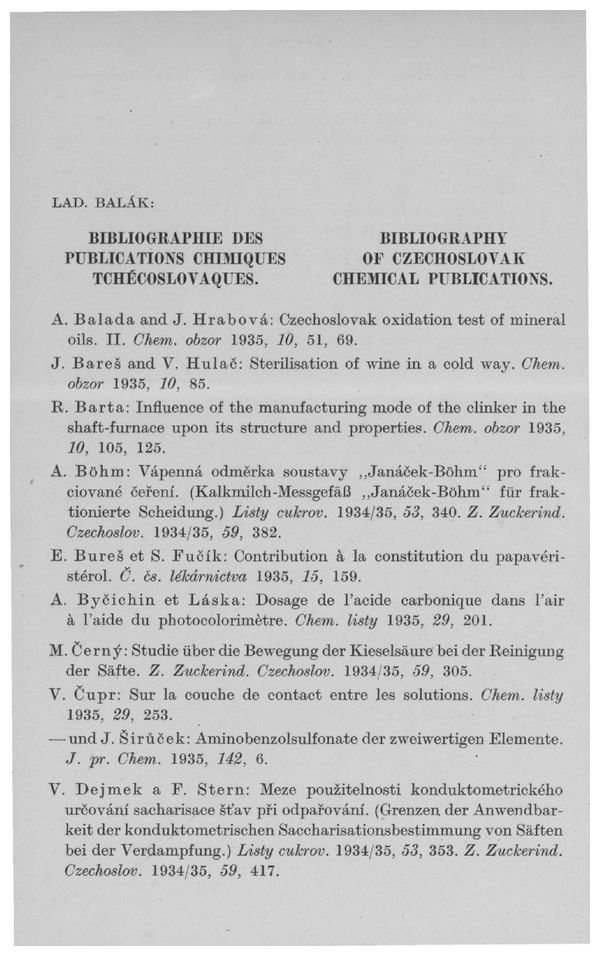 LAD. BALÁK:
BIBLIOGRAPHIE DES
PUBLICATIONS CHIMIQUES
TCHÉCOSLOVAQUES.
BIBLIOGRAPHY
OF CZECHOSLOVAK
CHEMICAL PUBLICATIONS.
A. Balada and J. Hrabová: Czechoslovak oxidation test of mineral
oils. II. Chem. obzor 1935, 10, 51, 69.
J. Bareš and V. Hulač: Sterilisation of wine in a cold way. Chem.
obzor 1935, 10, 85.
R. Barta: Influence of the manufacturing mode of the clinker in the
shaft-furnace upon its structure and properties. Chem. obzor 1935,
10, 105, 125.
A. Böhm: Vápenná odměrka soustavy ,,Janáček-Böhm“ pro frak-
ciované čeření. (Kalkmilch-Messgefäß ,,Janáček-Böhm“ für frak-
tionierte Scheidung.) Listy cukrov. 1934/35, 53, 340. Z. Zuckerind.
Czechoslov. 1934/35, 59, 382.
E. Bureš et S. Fučík: Contribution à la constitution du papavéri-
stérol. Č. čs. lékárnictva 1935, 15, 159.
A. Byčichin et Láska: Dosage de l'acide carbonique dans l'air
à l'aide du photocolorimètre. Chem. listy 1935, 29, 201.
M. Černý: Studie über die Bewegung der Kieselsäure bei der Reinigung
der Säfte. Z. Zuckerind. Czechoslov. 1934/35, 59, 305.
V. Čupr: Sur la couche de contact entre les solutions. Chem. listy
1935, 29, 253.
— und J. Širůček: Aminobenzolsulfonate der zweiwertigen Elemente.
J. pr. Chem. 1935, 142, 6.
V. Dejmek a F. Stern: Meze použitelnosti konduktometrického
určování sacharisace šťav při odpařování. (Grenzen der Anwendbar-
keit der konduktometrischen Saccharisationsbestimmung von Säften
bei der Verdampfung.) Listy cukrov. 1934/35, 53, 353. Z. Zuckerind.
Czechoslov. 1934/35, 59, 417.